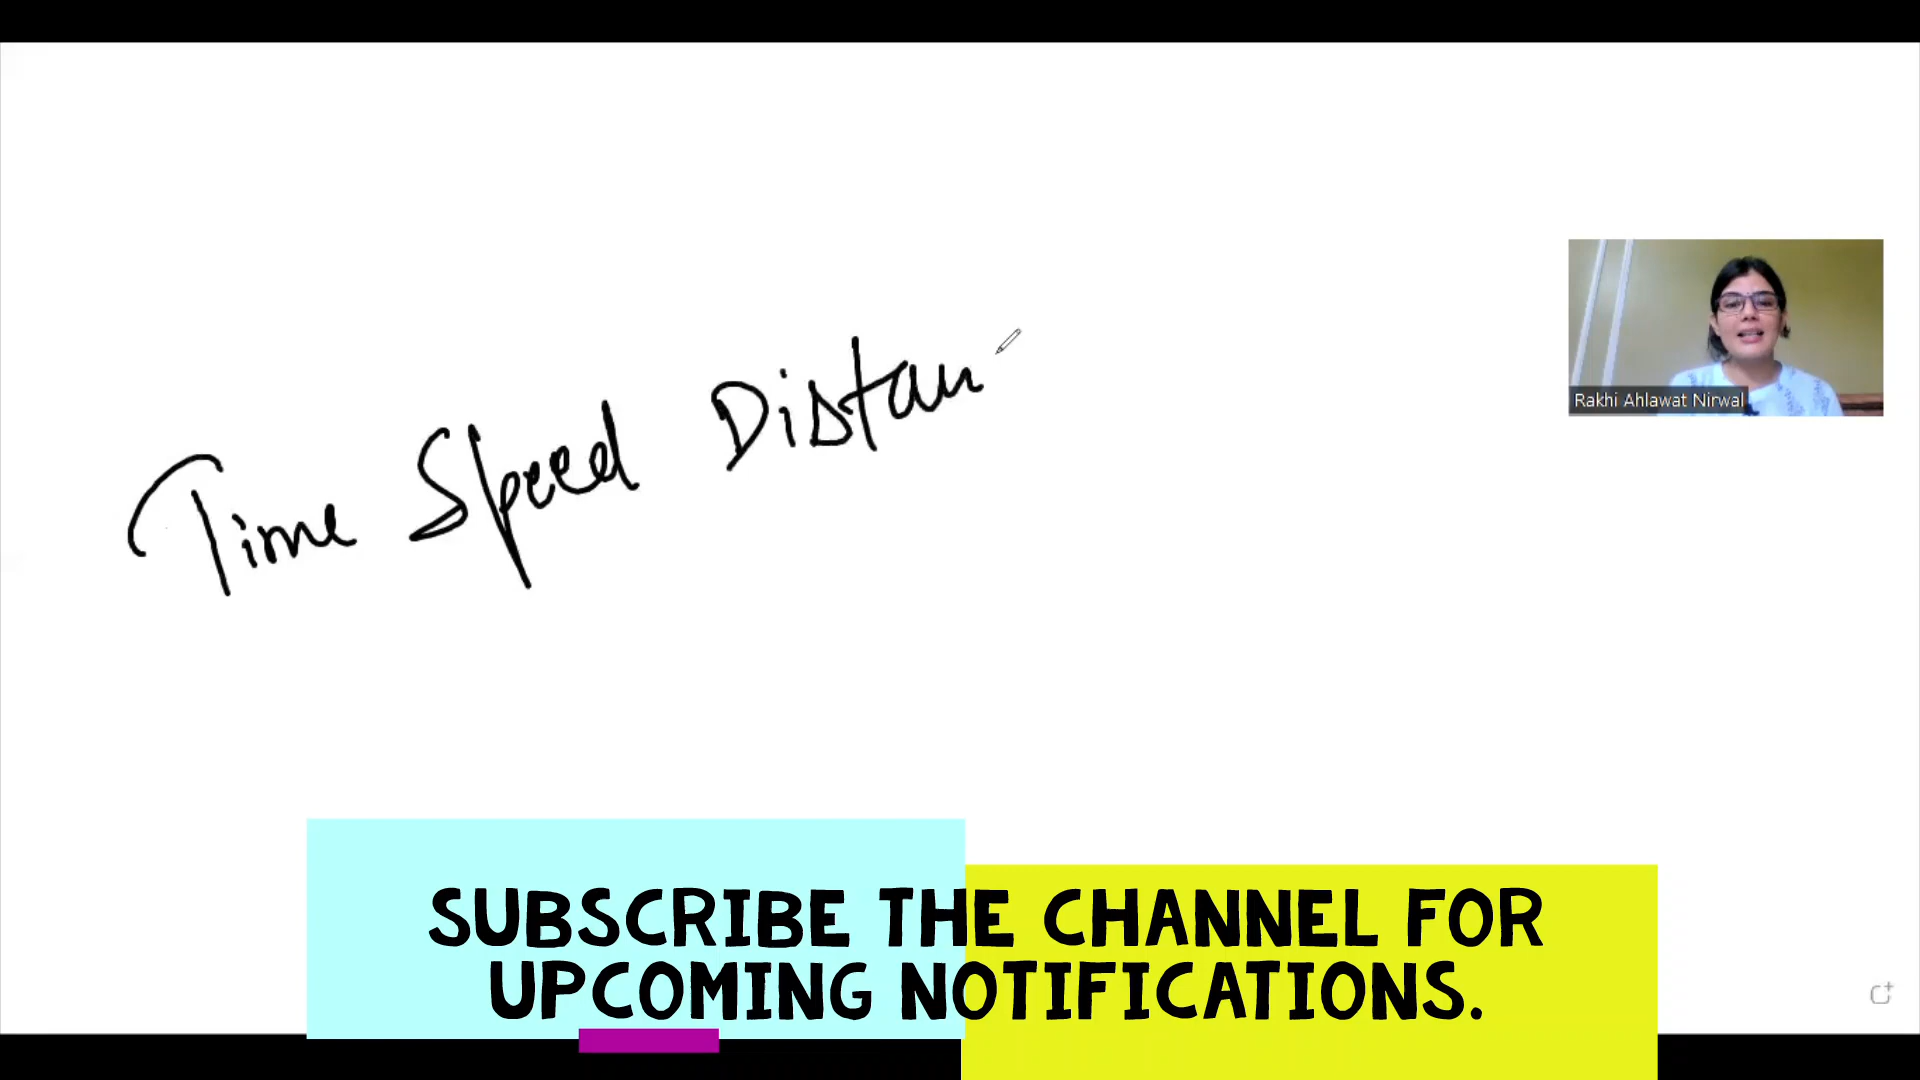 Time Speed Distan
Rakhi Ahlawat Nirwal
SUBSCRIBE THE CHANNEL FOR
UPCOMING NOTIFICATIONS.